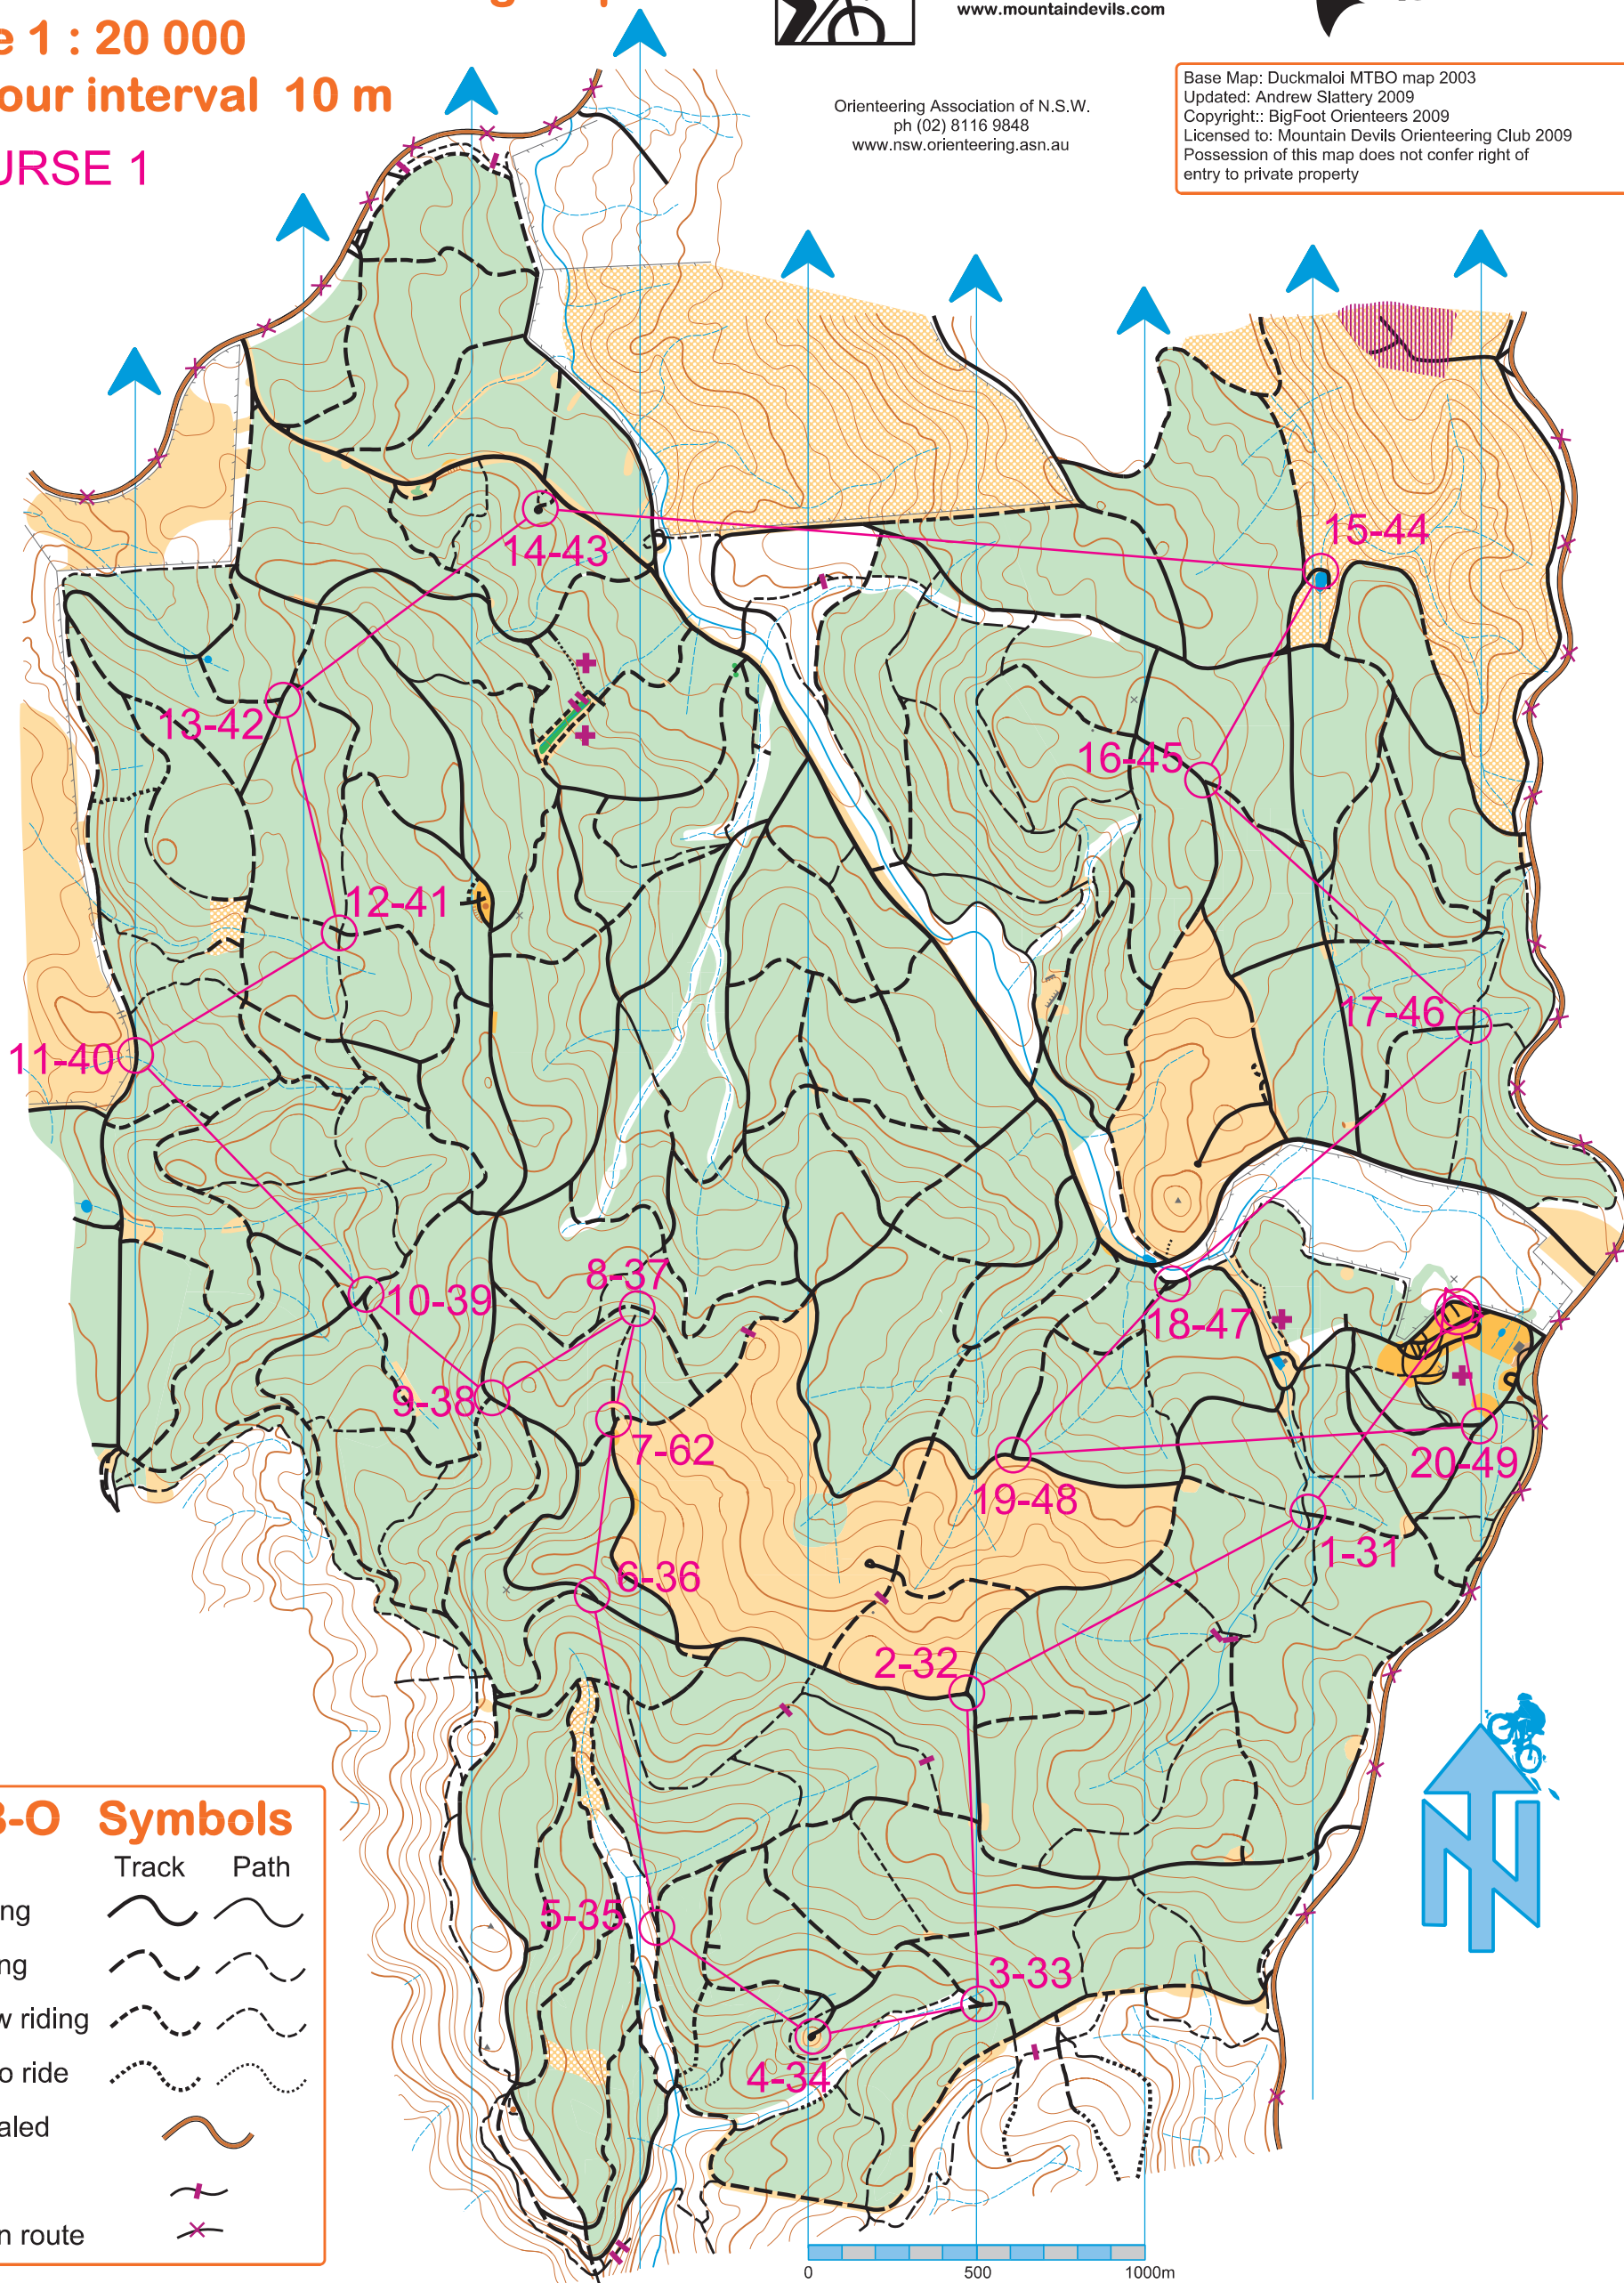 e 1 : 20 000
our interval 10 m
URSE 1
www.mountaindevils.com
Orienteering Association of N.S.W.
ph (02) 8116 9848
www.nsw.orienteering.asn.au
Base Map: Duckmaloi MTBO map 2003
Updated: Andrew Slattery 2009
Copyright:: BigFoot Orienteers 2009
Licensed to: Mountain Devils Orienteering Club 2009
Possession of this map does not confer right of
entry to private property
14-43
15-44
13-42
16-45
12-41
17-46
11-40
8-37
10-39
18-47
9-38
7-62
20-49
19-48
1-31
6-36
2-32
5-35
3-33
4-34
N
B-O Symbols
Track Path
ng
ng
w riding
o ride
aled
n route
0 500 1000m